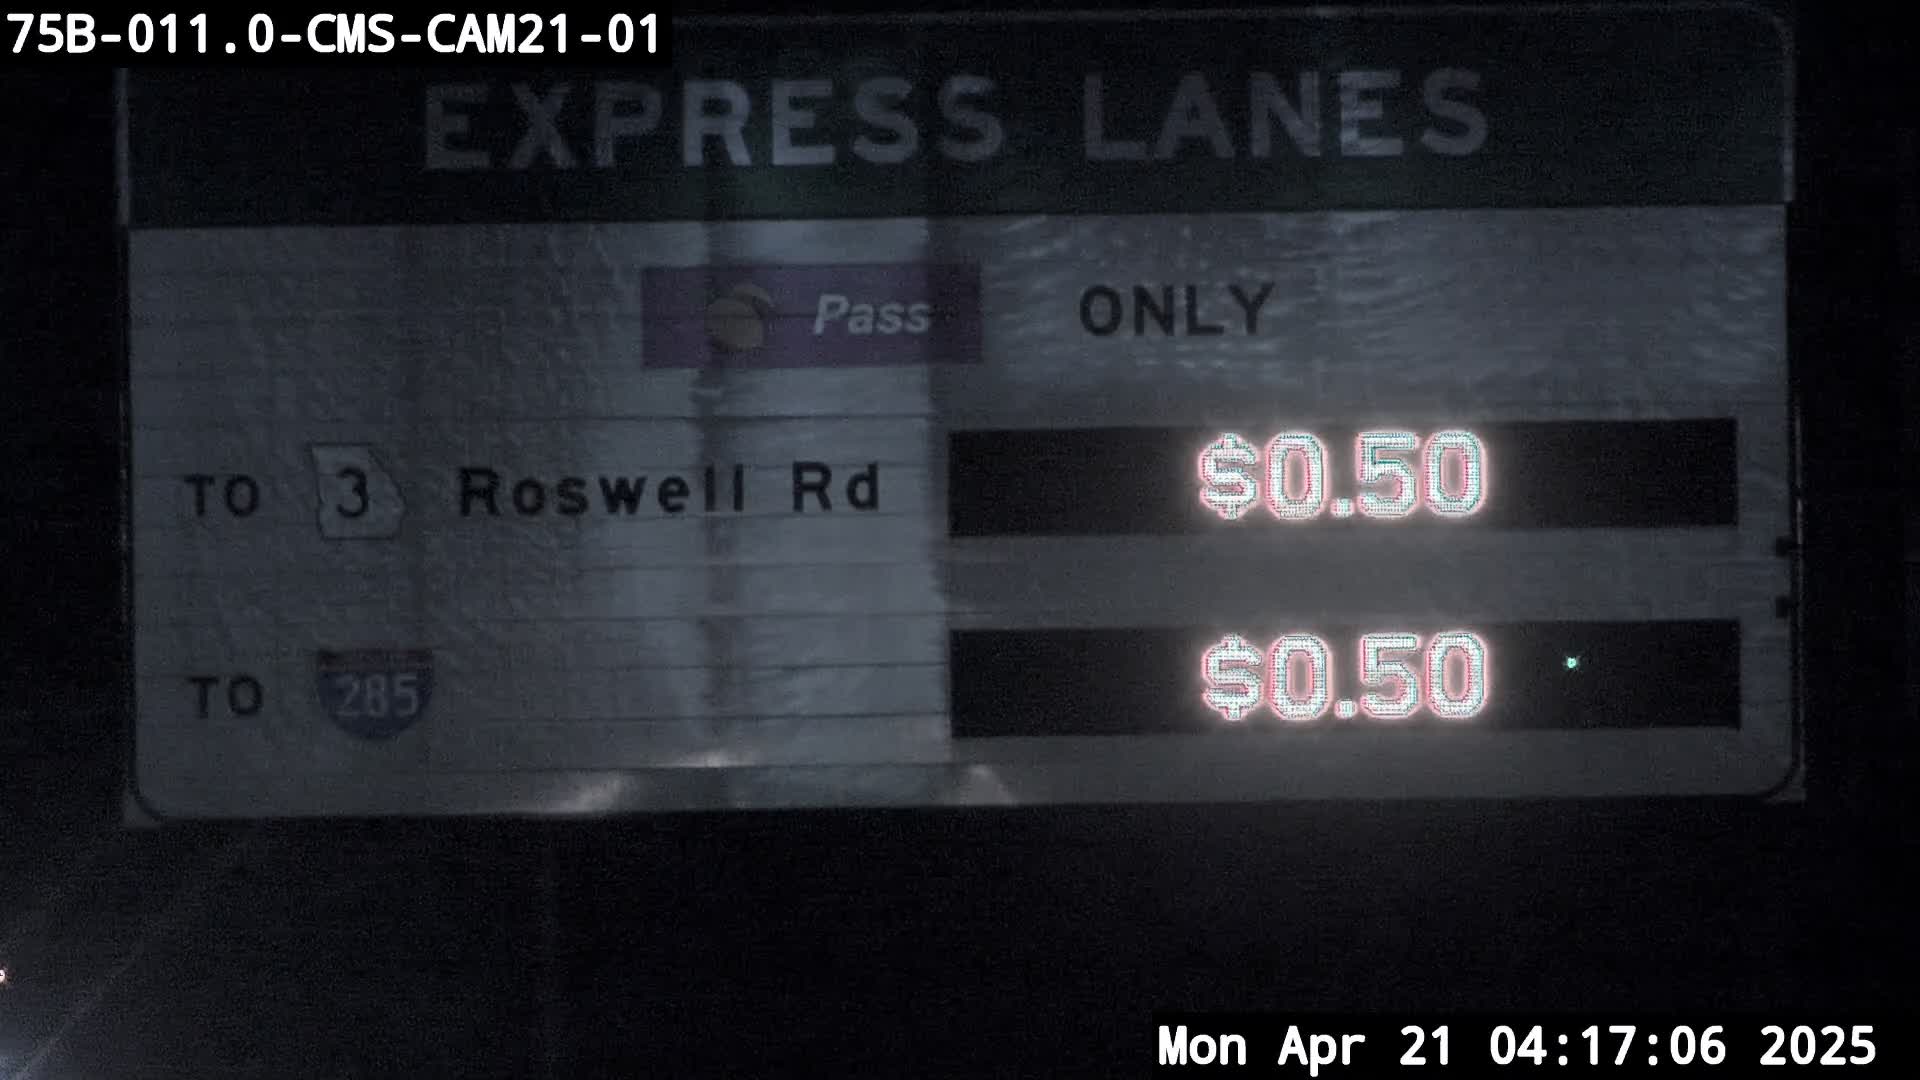 75B-011.0-CMS-CAM21-01
EXPRESS LANES
Pass ONLY
TO 3 Roswell Rd $0.50
TO 285 $0.50
Mon Apr 21 04:17:06 2025